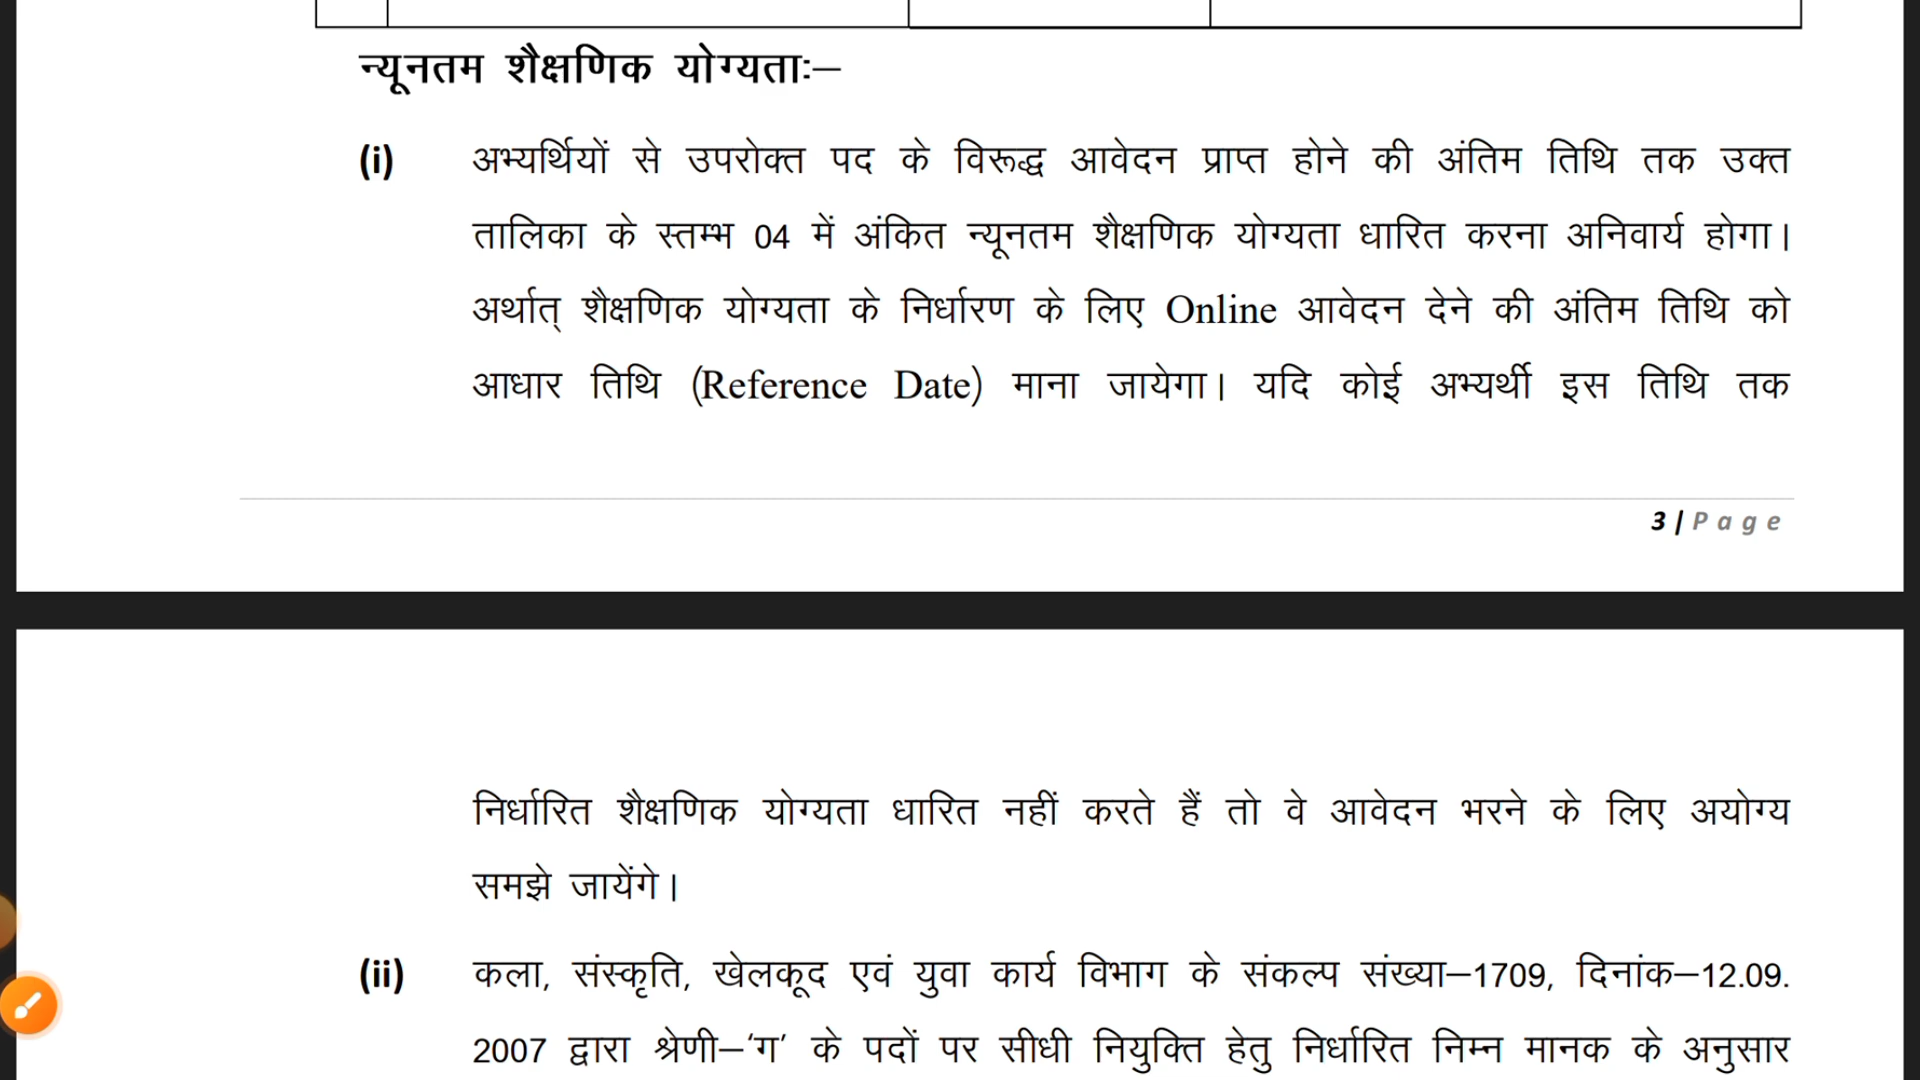 न्यूनतम शैक्षणिक योग्यताः–
(i) अभ्यर्थियों से उपरोक्त पद के विरूद्ध आवेदन प्राप्त होने की अंतिम तिथि तक उक्त
तालिका के स्तम्भ 04 में अंकित न्यूनतम शैक्षणिक योग्यता धारित करना अनिवार्य होगा।
अर्थात् शैक्षणिक योग्यता के निर्धारण के लिए Online आवेदन देने की अंतिम तिथि को
आधार तिथि (Reference Date) माना जायेगा। यदि कोई अभ्यर्थी इस तिथि तक
3 | Page
निर्धारित शैक्षणिक योग्यता धारित नहीं करते हैं तो वे आवेदन भरने के लिए अयोग्य
समझे जायेंगे।
(ii) कला, संस्कृति, खेलकूद एवं युवा कार्य विभाग के संकल्प संख्या–1709, दिनांक–12.09.
2007 द्वारा श्रेणी–‘ग’ के पदों पर सीधी नियुक्ति हेतु निर्धारित निम्न मानक के अनुसार